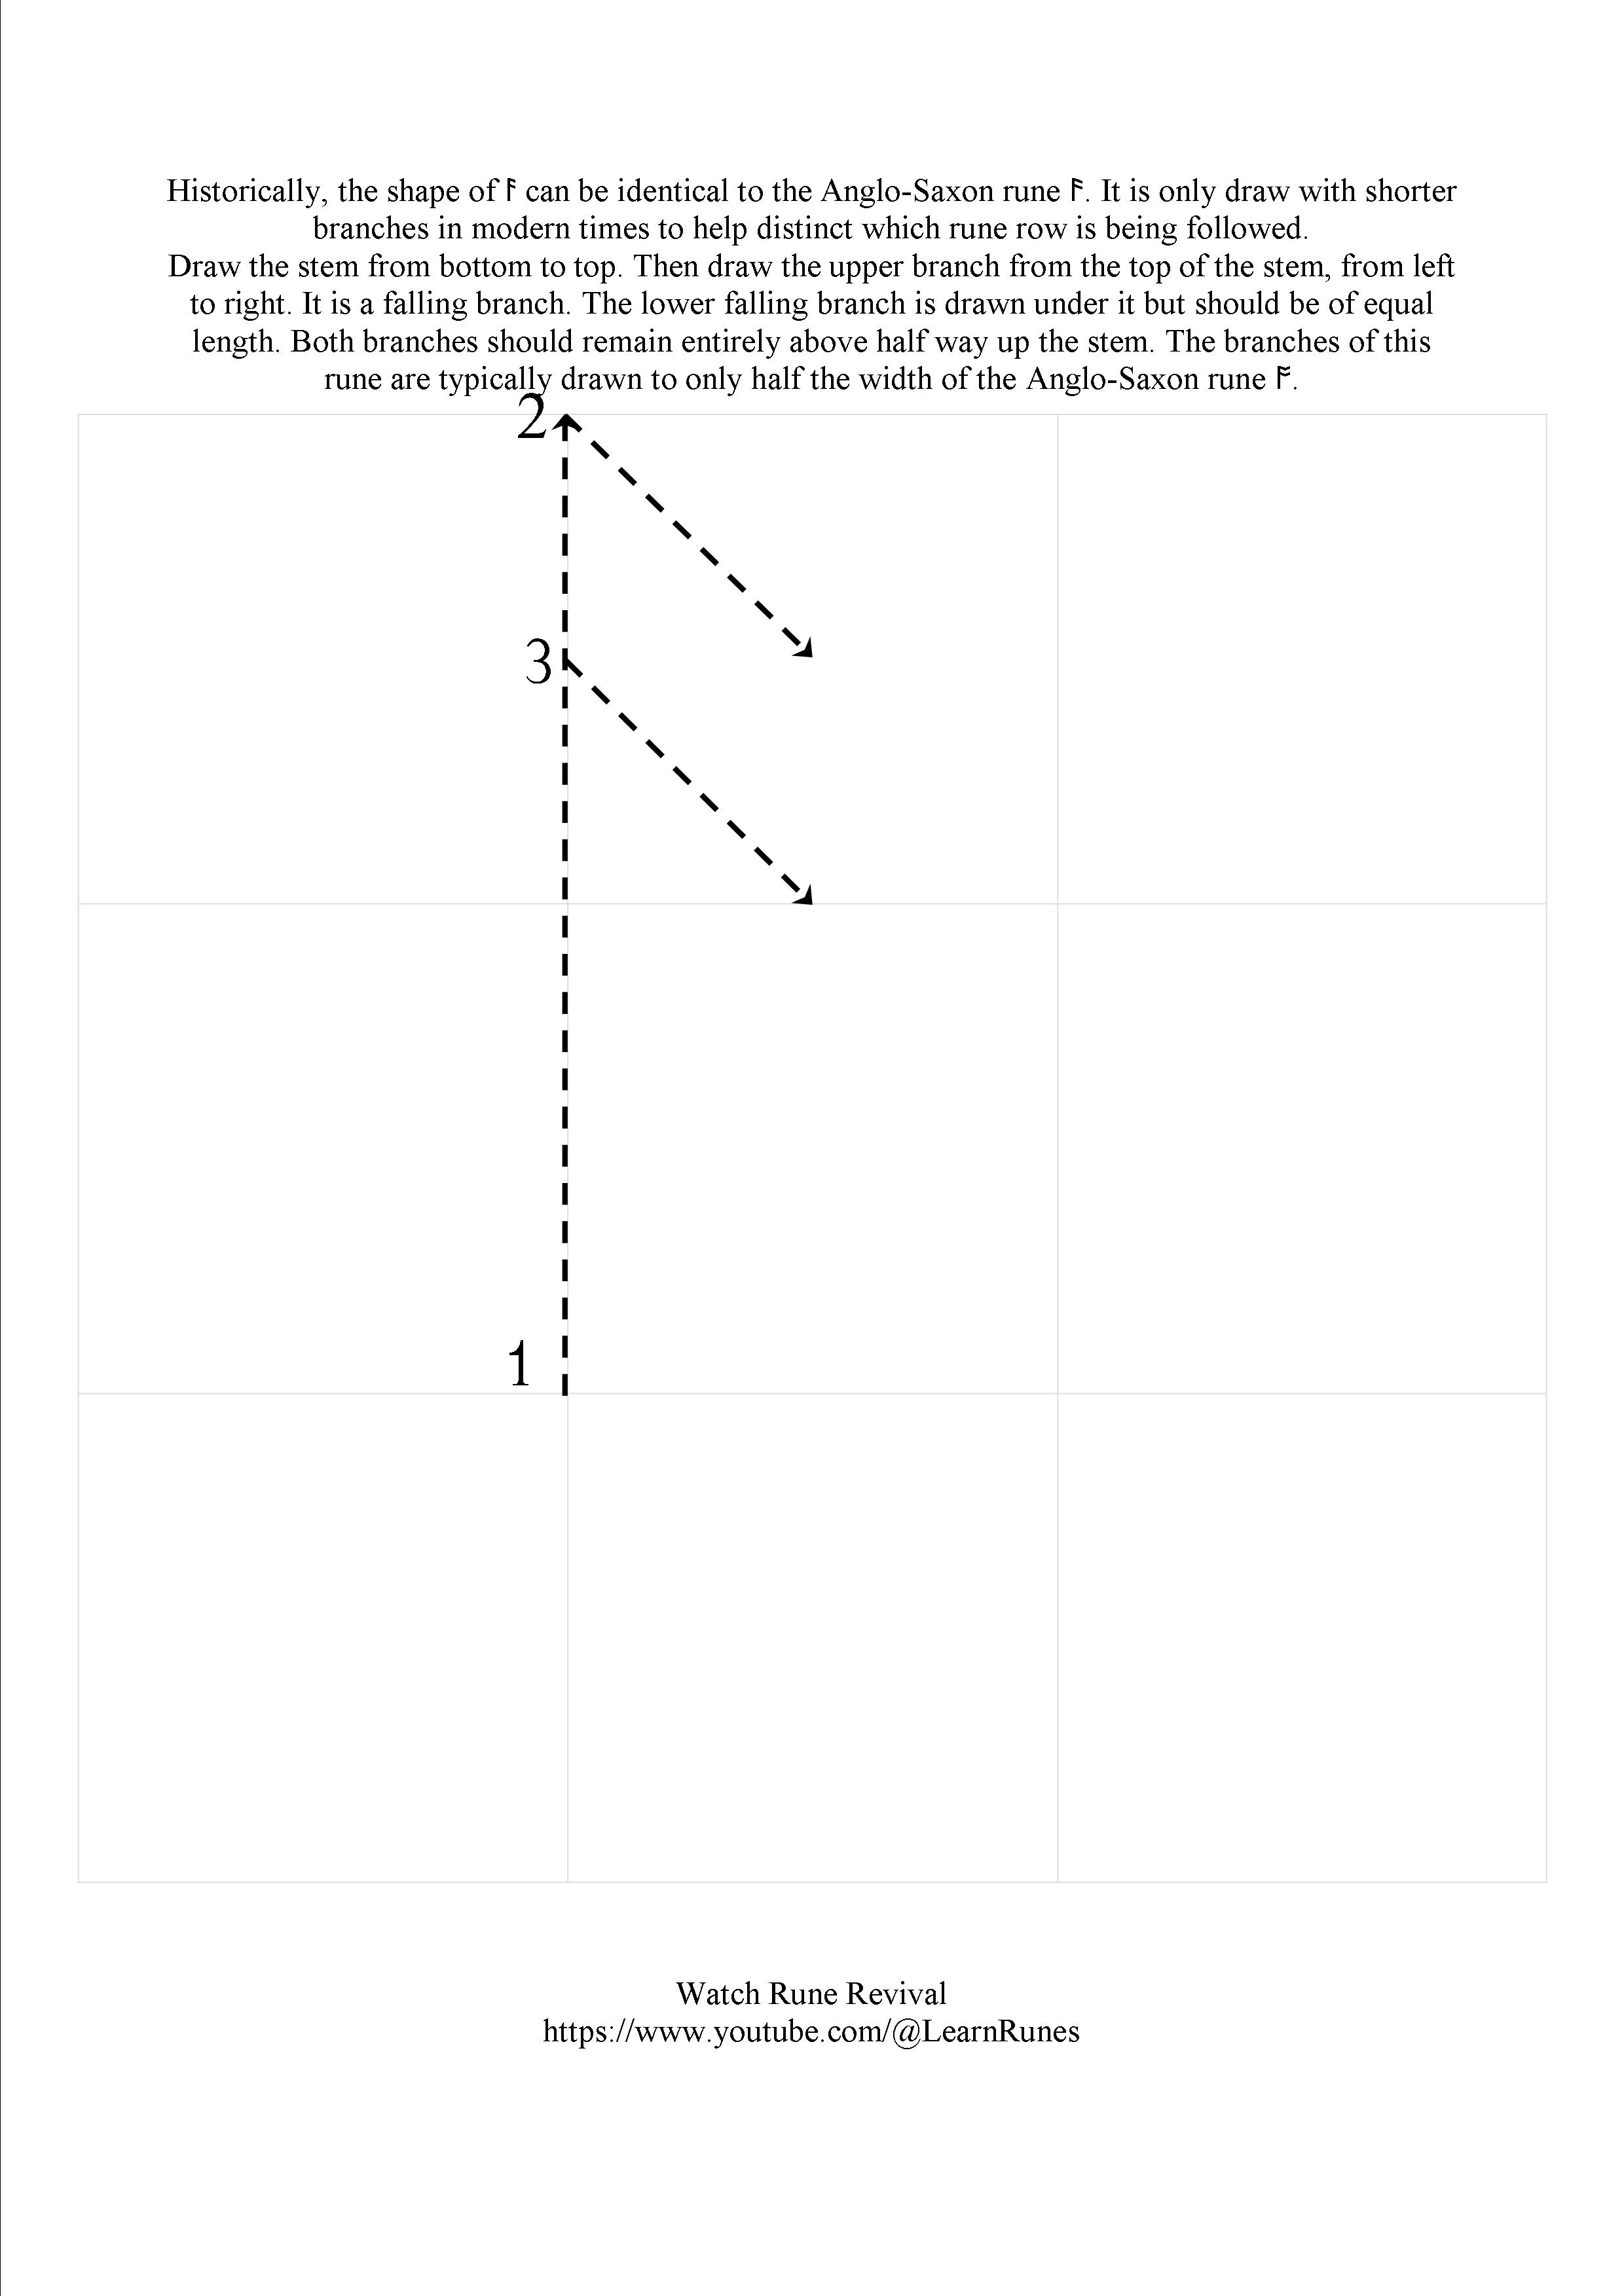 Historically, the shape of ᚨ can be identical to the Anglo-Saxon rune ᚫ. It is only draw with shorter
branches in modern times to help distinct which rune row is being followed.
Draw the stem from bottom to top. Then draw the upper branch from the top of the stem, from left
to right. It is a falling branch. The lower falling branch is drawn under it but should be of equal
length. Both branches should remain entirely above half way up the stem. The branches of this
rune are typically drawn to only half the width of the Anglo-Saxon rune ᚩ.
2
3
1
Watch Rune Revival
https://www.youtube.com/@LearnRunes